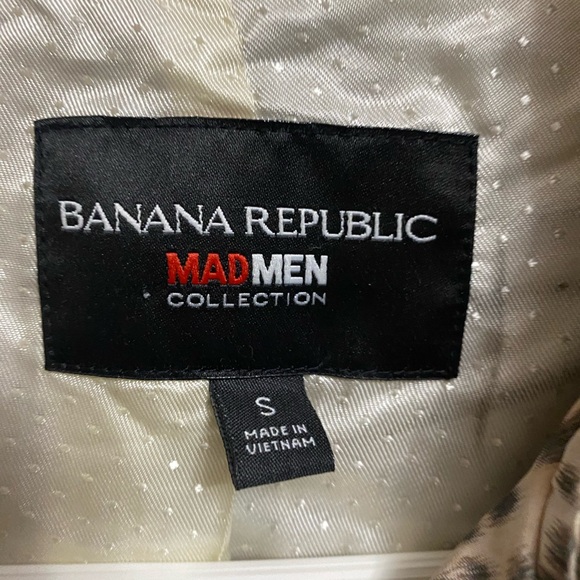 BANANA REPUBLIC
MADMEN
COLLECTION
S
MADE IN
VIETNAM